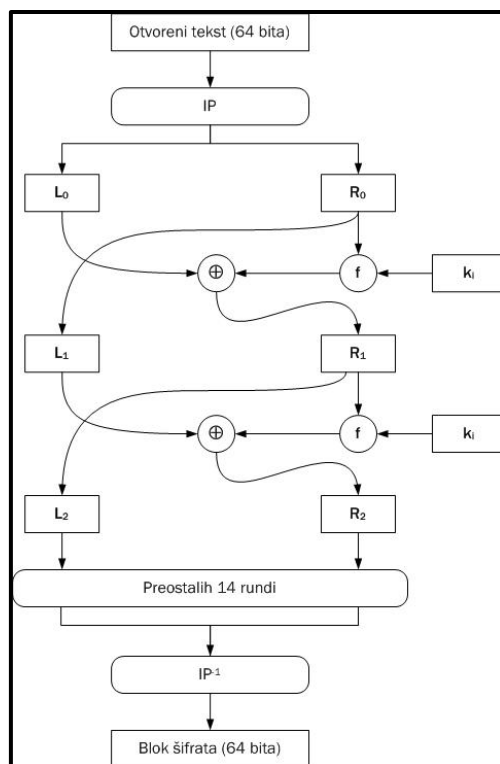 Otvoreni tekst (64 bita)
IP
L₀ R₀
⊕ f kᵢ
L₁ R₁
⊕ f kᵢ
L₂ R₂
Preostalih 14 rundi
IP⁻¹
Blok šifrata (64 bita)